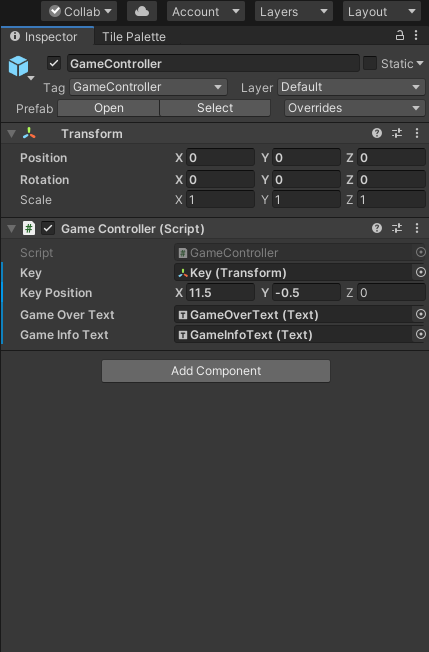 Collab Account Layers Layout
Inspector Tile Palette
GameController Static
Tag GameController Layer Default
Prefab Open Select Overrides
Transform
Position X 0 Y 0 Z 0
Rotation X 0 Y 0 Z 0
Scale X 1 Y 1 Z 1
# Game Controller (Script)
Script # GameController
Key Key (Transform)
Key Position X 11.5 Y -0.5 Z 0
Game Over Text T GameOverText (Text)
Game Info Text T GameInfoText (Text)
Add Component